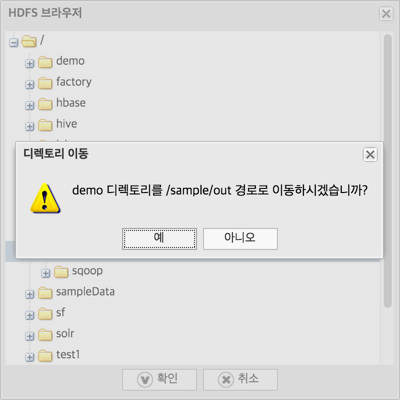 HDFS 브라우저
/
demo
factory
hbase
hive
디렉토리 이동
demo 디렉토리를 /sample/out 경로로 이동하시겠습니까?
예
아니오
sqoop
sampleData
sf
solr
test1
확인
취소